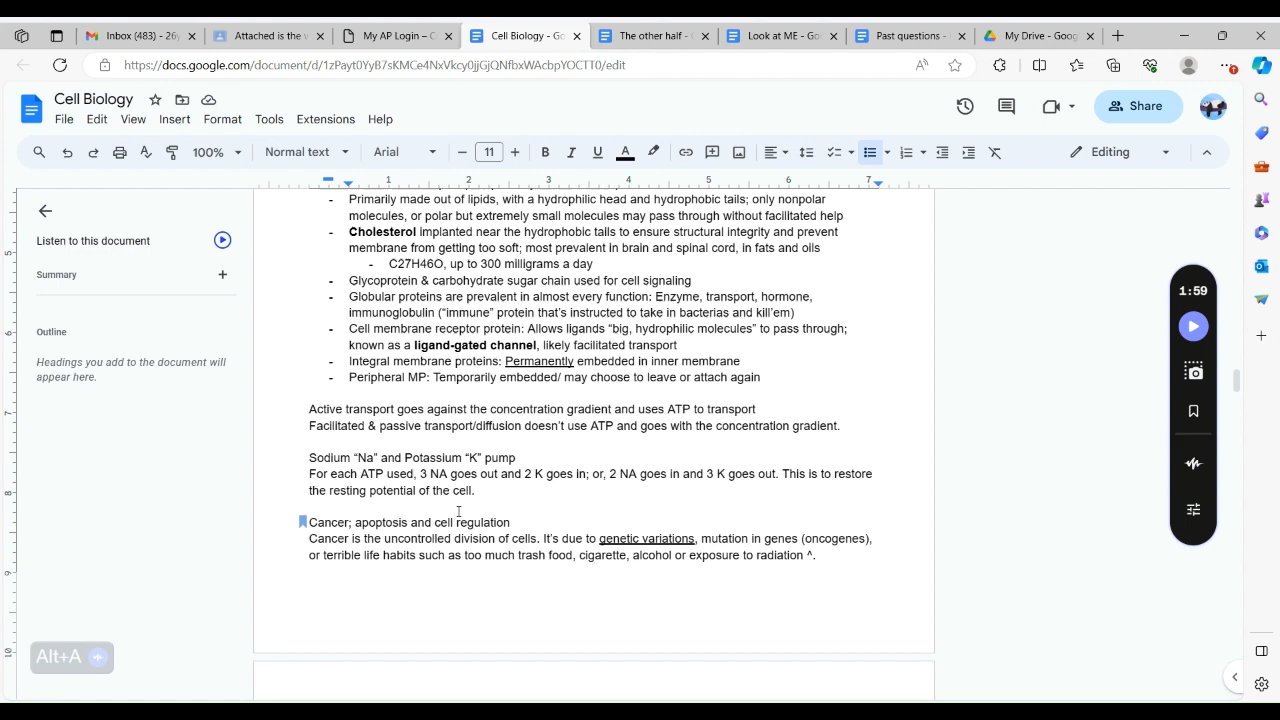 Inbox (483) - 26y
Attached is the w
My AP Login – C
Cell Biology - Go
The other half - G
Look at ME - Goo
Past questions -
My Drive - Goog
https://docs.google.com/document/d/1zPayt0YyB7sKMCe4NxVkcy0jjGjQNfbxWAcbpYOCTT0/edit
Cell Biology
File Edit View Insert Format Tools Extensions Help
Share
100% Normal text Arial 11 Editing
1 2 3 4 5 6 7
Listen to this document
Summary
Outline
Headings you add to the document will
appear here.
- Primarily made out of lipids, with a hydrophilic head and hydrophobic tails; only nonpolar
molecules, or polar but extremely small molecules may pass through without facilitated help
- Cholesterol implanted near the hydrophobic tails to ensure structural integrity and prevent
membrane from getting too soft; most prevalent in brain and spinal cord, in fats and oils
- C27H46O, up to 300 milligrams a day
- Glycoprotein & carbohydrate sugar chain used for cell signaling
- Globular proteins are prevalent in almost every function: Enzyme, transport, hormone,
immunoglobulin (“immune” protein that’s instructed to take in bacterias and kill’em)
- Cell membrane receptor protein: Allows ligands “big, hydrophilic molecules” to pass through;
known as a ligand-gated channel, likely facilitated transport
- Integral membrane proteins: Permanently embedded in inner membrane
- Peripheral MP: Temporarily embedded/ may choose to leave or attach again
Active transport goes against the concentration gradient and uses ATP to transport
Facilitated & passive transport/diffusion doesn’t use ATP and goes with the concentration gradient.
Sodium “Na” and Potassium “K” pump
For each ATP used, 3 NA goes out and 2 K goes in; or, 2 NA goes in and 3 K goes out. This is to restore
the resting potential of the cell.
Cancer; apoptosis and cell regulation
Cancer is the uncontrolled division of cells. It’s due to genetic variations, mutation in genes (oncogenes),
or terrible life habits such as too much trash food, cigarette, alcohol or exposure to radiation ^.
1:59
Alt+A